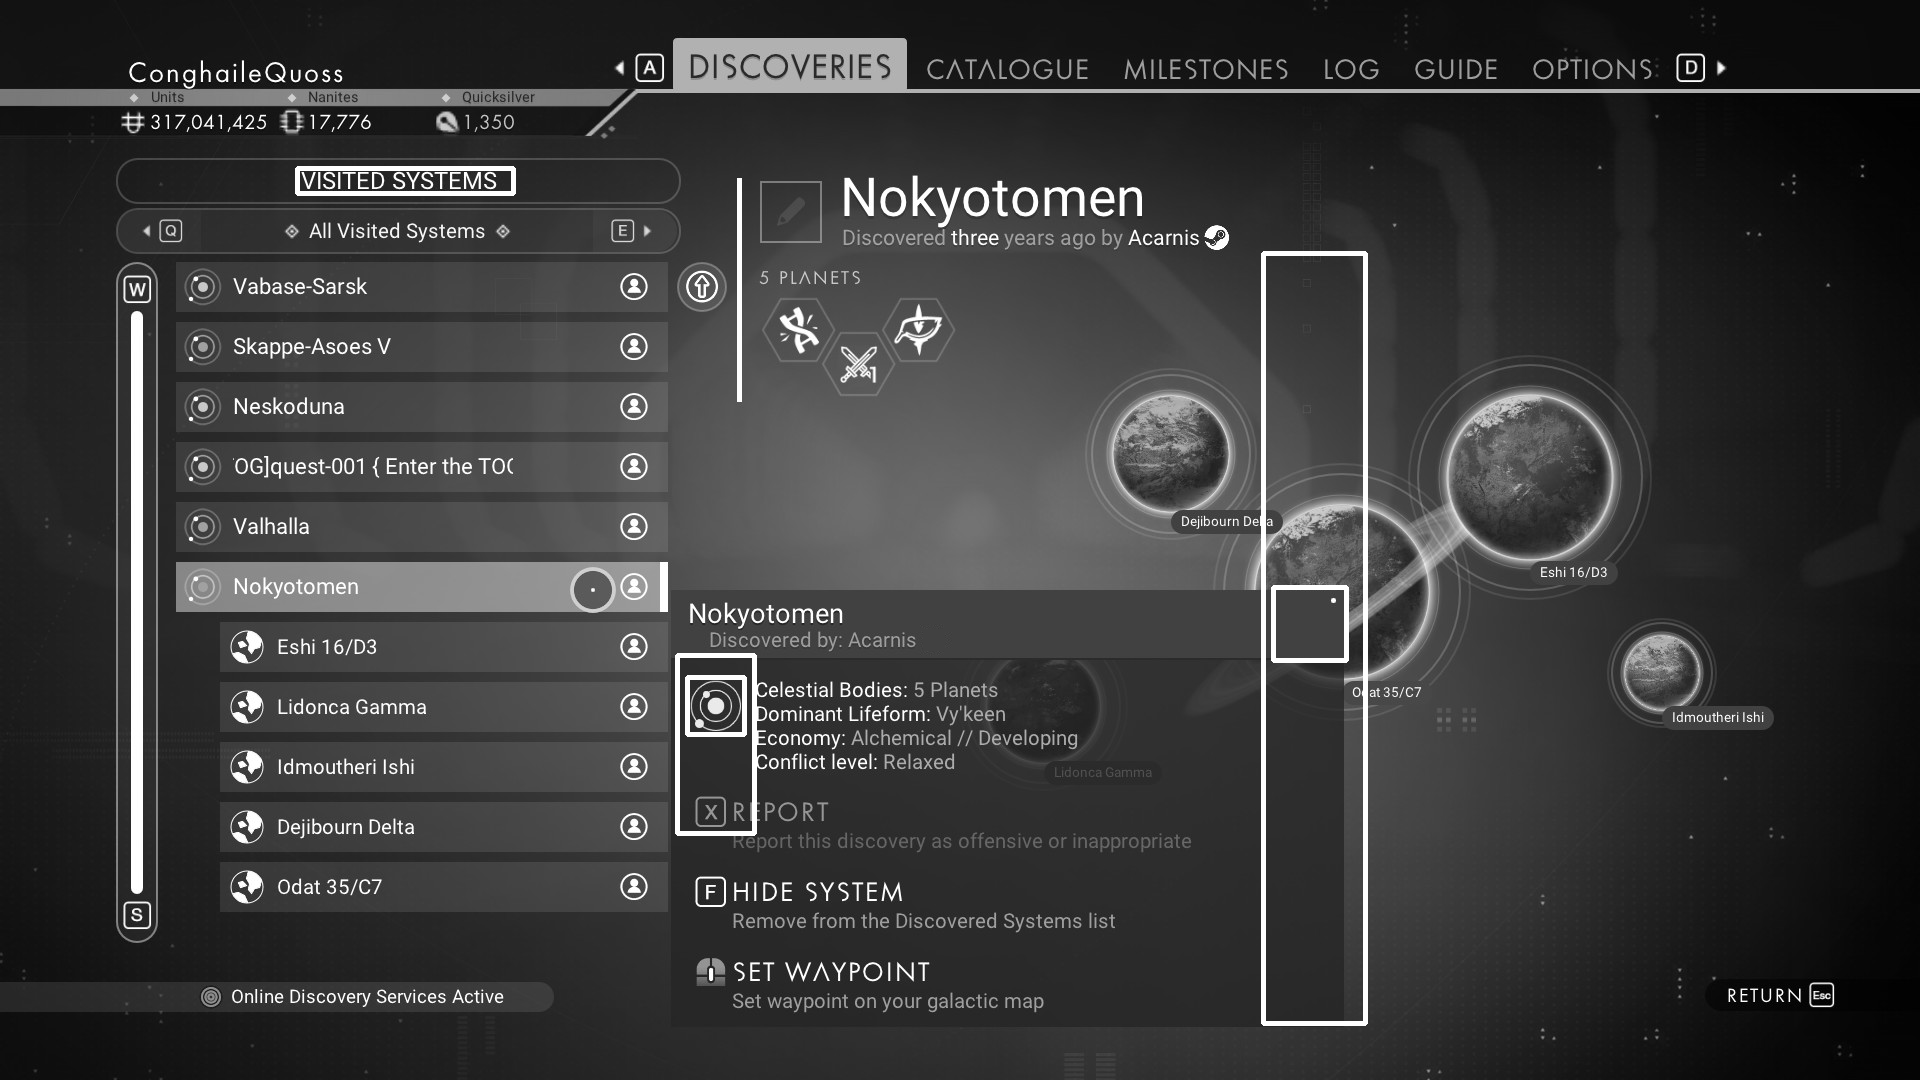 ConghaileQuoss
A DISCOVERIES CATALOGUE MILESTONES LOG GUIDE OPTIONS D
Units Nanites Quicksilver
317,041,425 17,776 1,350
VISITED SYSTEMS
Q All Visited Systems E
W
Vabase-Sarsk
Skappe-Asoes V
Neskoduna
OG]quest-001 { Enter the TO
Valhalla
Nokyotomen
Eshi 16/D3
Lidonca Gamma
Idmoutheri Ishi
Dejibourn Delta
Odat 35/C7
S
Online Discovery Services Active
Nokyotomen
Discovered three years ago by Acarnis
5 PLANETS
Dejibourn Delta
Eshi 16/D3
Odat 35/C7
Idmoutheri Ishi
Lidonca Gamma
Nokyotomen
Discovered by: Acarnis
Celestial Bodies: 5 Planets
Dominant Lifeform: Vy'keen
Economy: Alchemical // Developing
Conflict level: Relaxed
X REPORT
Report this discovery as offensive or inappropriate
F HIDE SYSTEM
Remove from the Discovered Systems list
SET WAYPOINT
Set waypoint on your galactic map
RETURN Esc